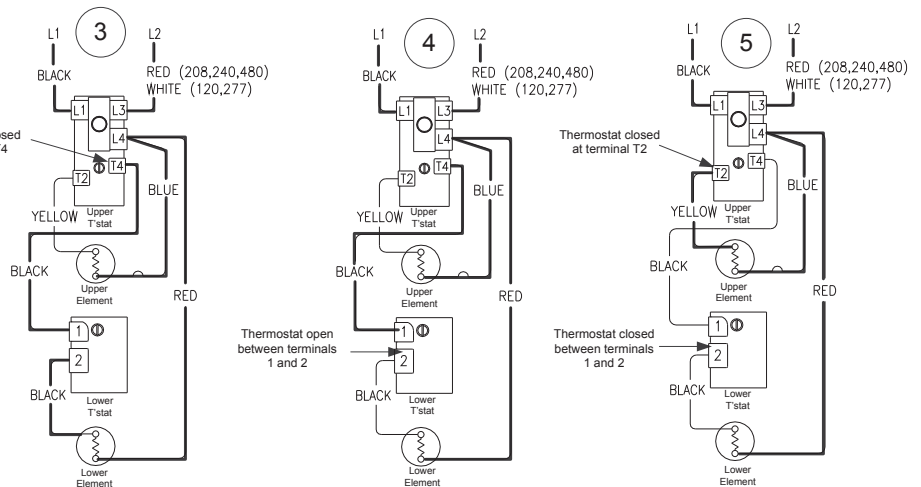 L1
3
L2
BLACK
RED (208,240,480)
WHITE (120,277)
L1
L3
L4
T4
T2
Upper
T'stat
YELLOW
BLUE
Upper
Element
BLACK
RED
1
2
BLACK
Lower
T'stat
Lower
Element
L1
4
L2
BLACK
RED (208,240,480)
WHITE (120,277)
L1
L3
L4
T4
T2
Upper
T'stat
YELLOW
BLUE
Upper
Element
BLACK
RED
Thermostat open
between terminals
1 and 2
1
2
BLACK
Lower
T'stat
Lower
Element
L1
5
L2
BLACK
RED (208,240,480)
WHITE (120,277)
L1
L3
L4
Thermostat closed
at terminal T2
T4
T2
Upper
T'stat
YELLOW
BLUE
Upper
Element
BLACK
RED
Thermostat closed
between terminals
1 and 2
1
2
BLACK
Lower
T'stat
Lower
Element